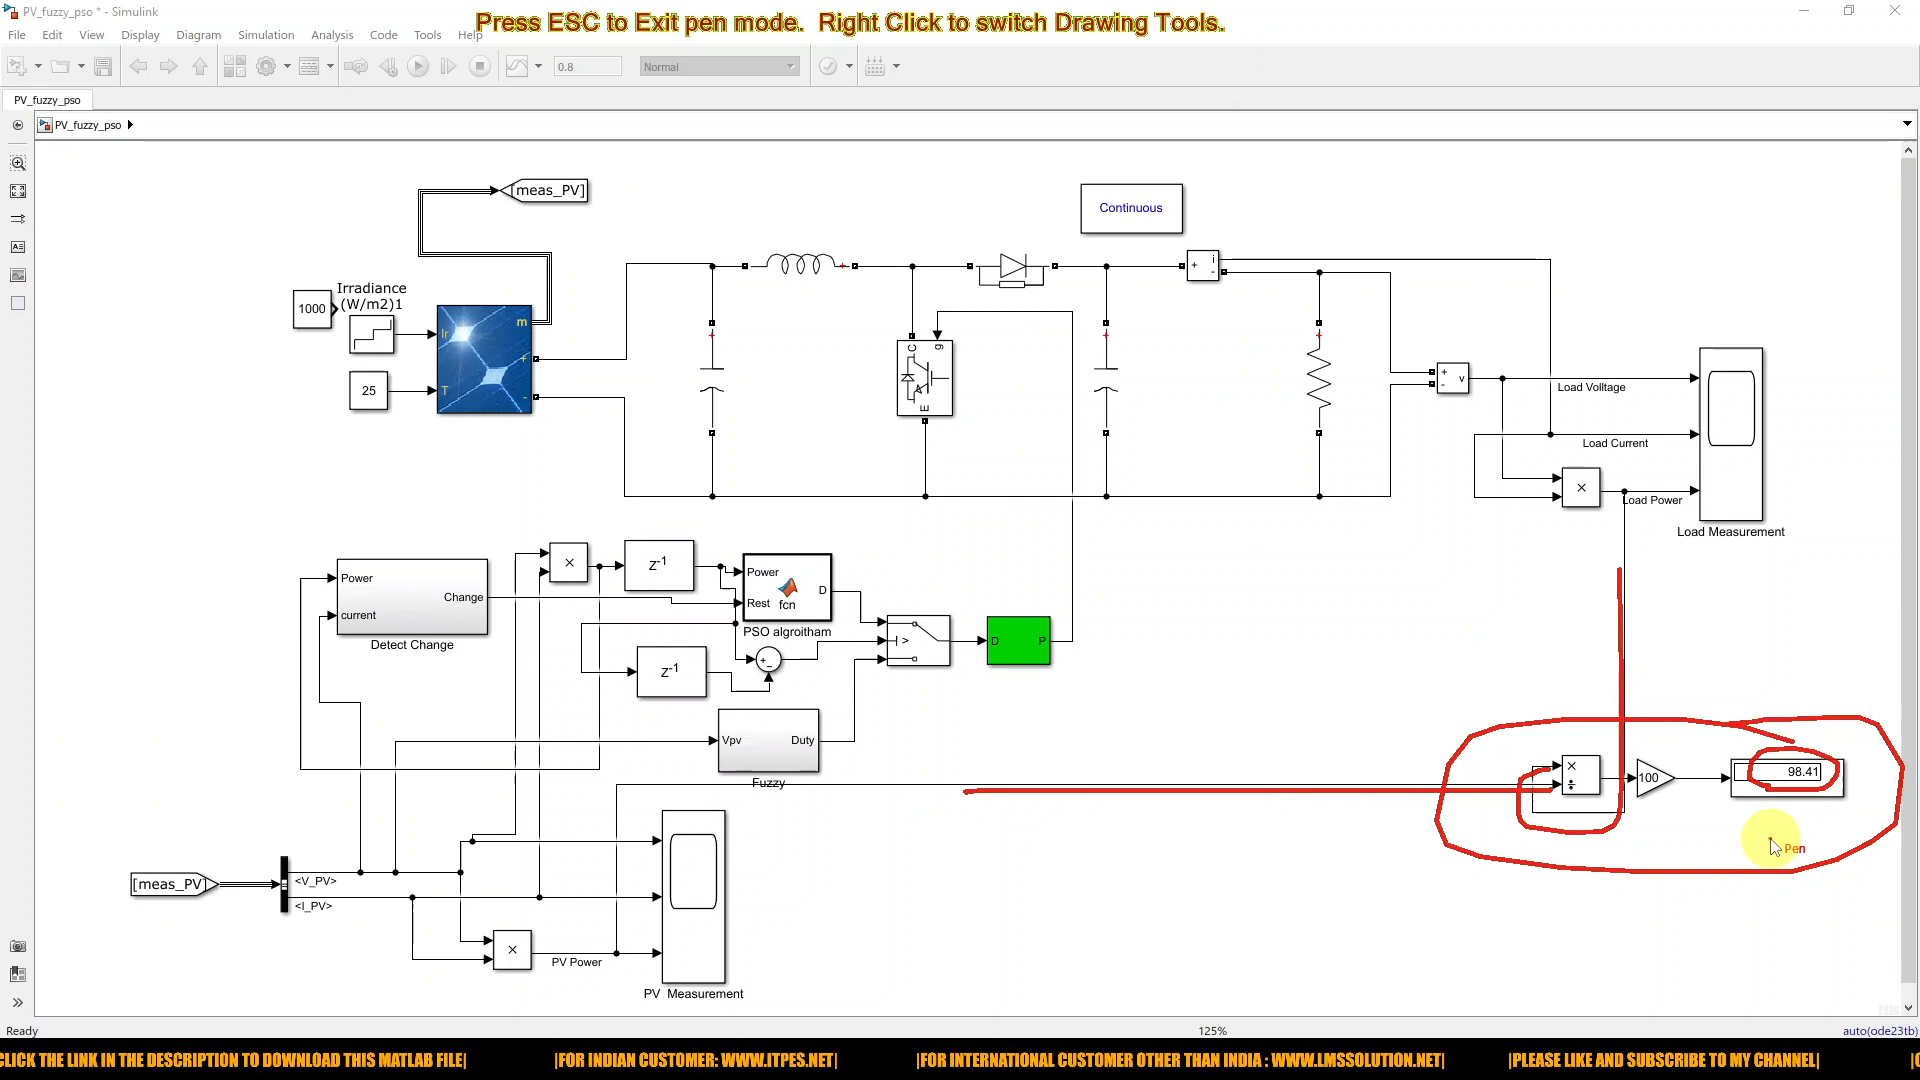 PV_fuzzy_pso * - Simulink
Press ESC to Exit pen mode. Right Click to switch Drawing Tools.
File Edit View Display Diagram Simulation Analysis Code Tools Help
0.8 Normal
PV_fuzzy_pso
PV_fuzzy_pso
[meas_PV]
Continuous
i
+
-
Irradiance
(W/m2)1
1000
Ir
m
+
25
T
-
C
g
E
+
-
v
Load Volltage
Load Current
×
Load Power
Load Measurement
Power
current
Change
Detect Change
×
Z-1
Power
Rest
fcn
D
PSO algroitham
>
D P
Z-1
+
-
Vpv Duty
Fuzzy
×
÷
100
98.41
Pen
[meas_PV]
<V_PV>
<I_PV>
×
PV Power
PV Measurement
Ready 125% auto(ode23tb)
CLICK THE LINK IN THE DESCRIPTION TO DOWNLOAD THIS MATLAB FILE| |FOR INDIAN CUSTOMER: WWW.ITPES.NET| |FOR INTERNATIONAL CUSTOMER OTHER THAN INDIA : WWW.LMSSOLUTION.NET| |PLEASE LIKE AND SUBSCRIBE TO MY CHANNEL|